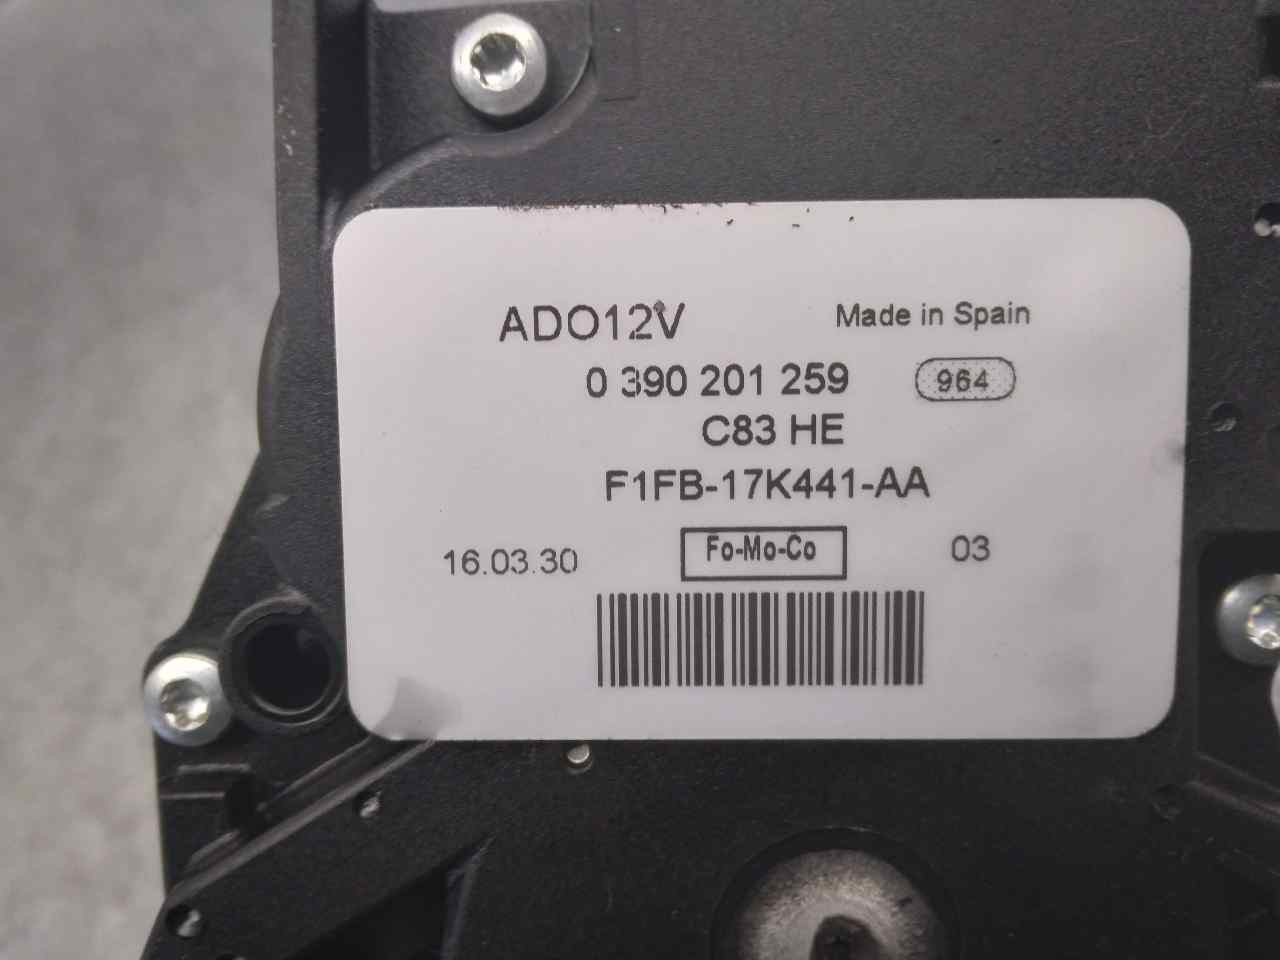 ADO12V Made in Spain
0 390 201 259 964
C83 HE
F1FB-17K441-AA
16.03.30 Fo-Mo-Co 03